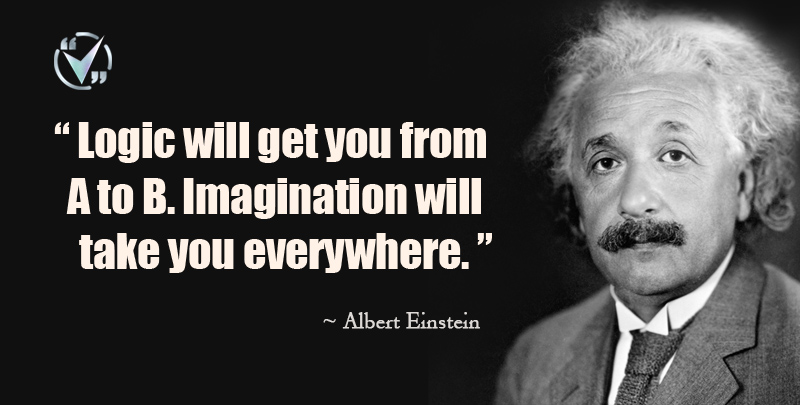 “ Logic will get you from
A to B. Imagination will
take you everywhere. ”
~ Albert Einstein